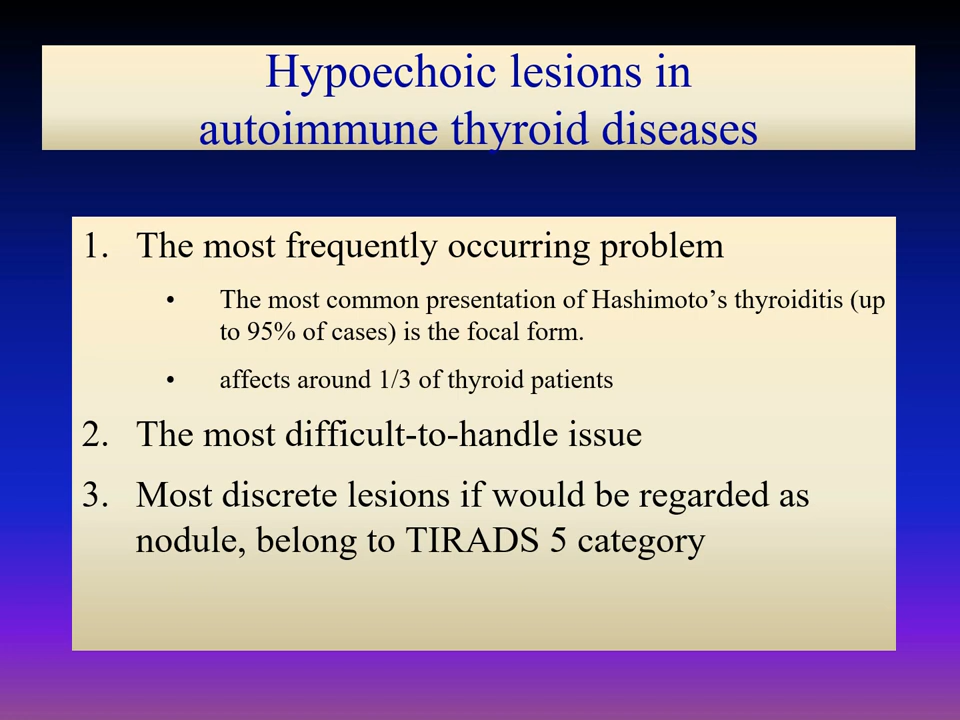 Hypoechoic lesions in
autoimmune thyroid diseases
1. The most frequently occurring problem
• The most common presentation of Hashimoto’s thyroiditis (up
to 95% of cases) is the focal form.
• affects around 1/3 of thyroid patients
2. The most difficult-to-handle issue
3. Most discrete lesions if would be regarded as
nodule, belong to TIRADS 5 category